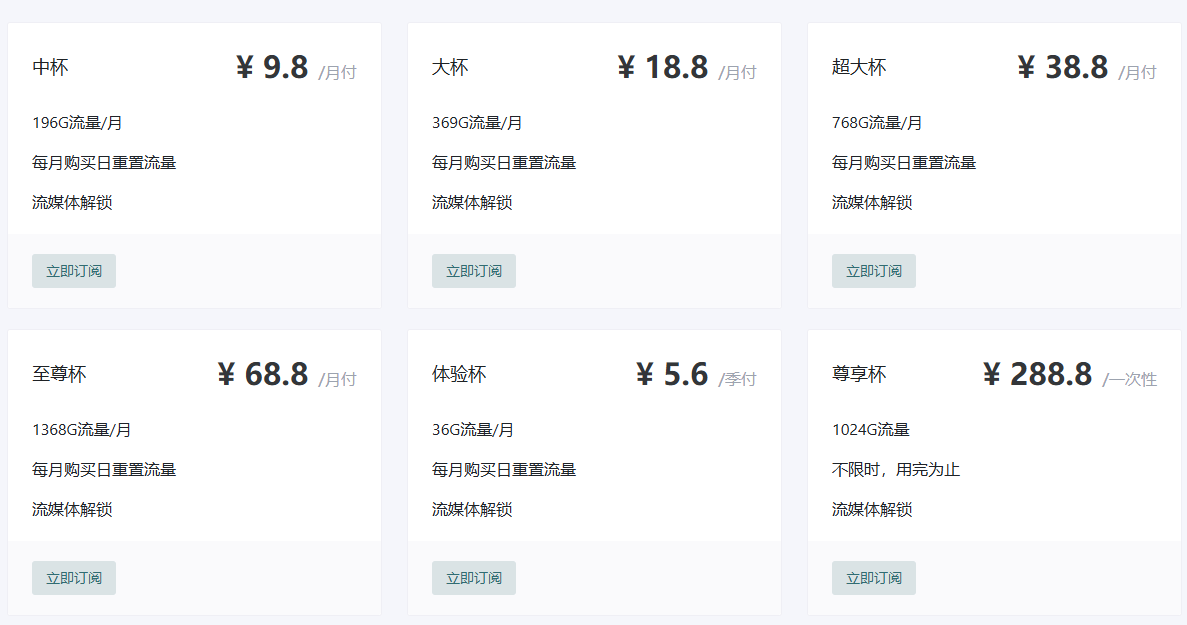 中杯 ¥ 9.8 /月付
196G流量/月
每月购买日重置流量
流媒体解锁
立即订阅
大杯 ¥ 18.8 /月付
369G流量/月
每月购买日重置流量
流媒体解锁
立即订阅
超大杯 ¥ 38.8 /月付
768G流量/月
每月购买日重置流量
流媒体解锁
立即订阅
至尊杯 ¥ 68.8 /月付
1368G流量/月
每月购买日重置流量
流媒体解锁
立即订阅
体验杯 ¥ 5.6 /季付
36G流量/月
每月购买日重置流量
流媒体解锁
立即订阅
尊享杯 ¥ 288.8 /一次性
1024G流量
不限时，用完为止
流媒体解锁
立即订阅